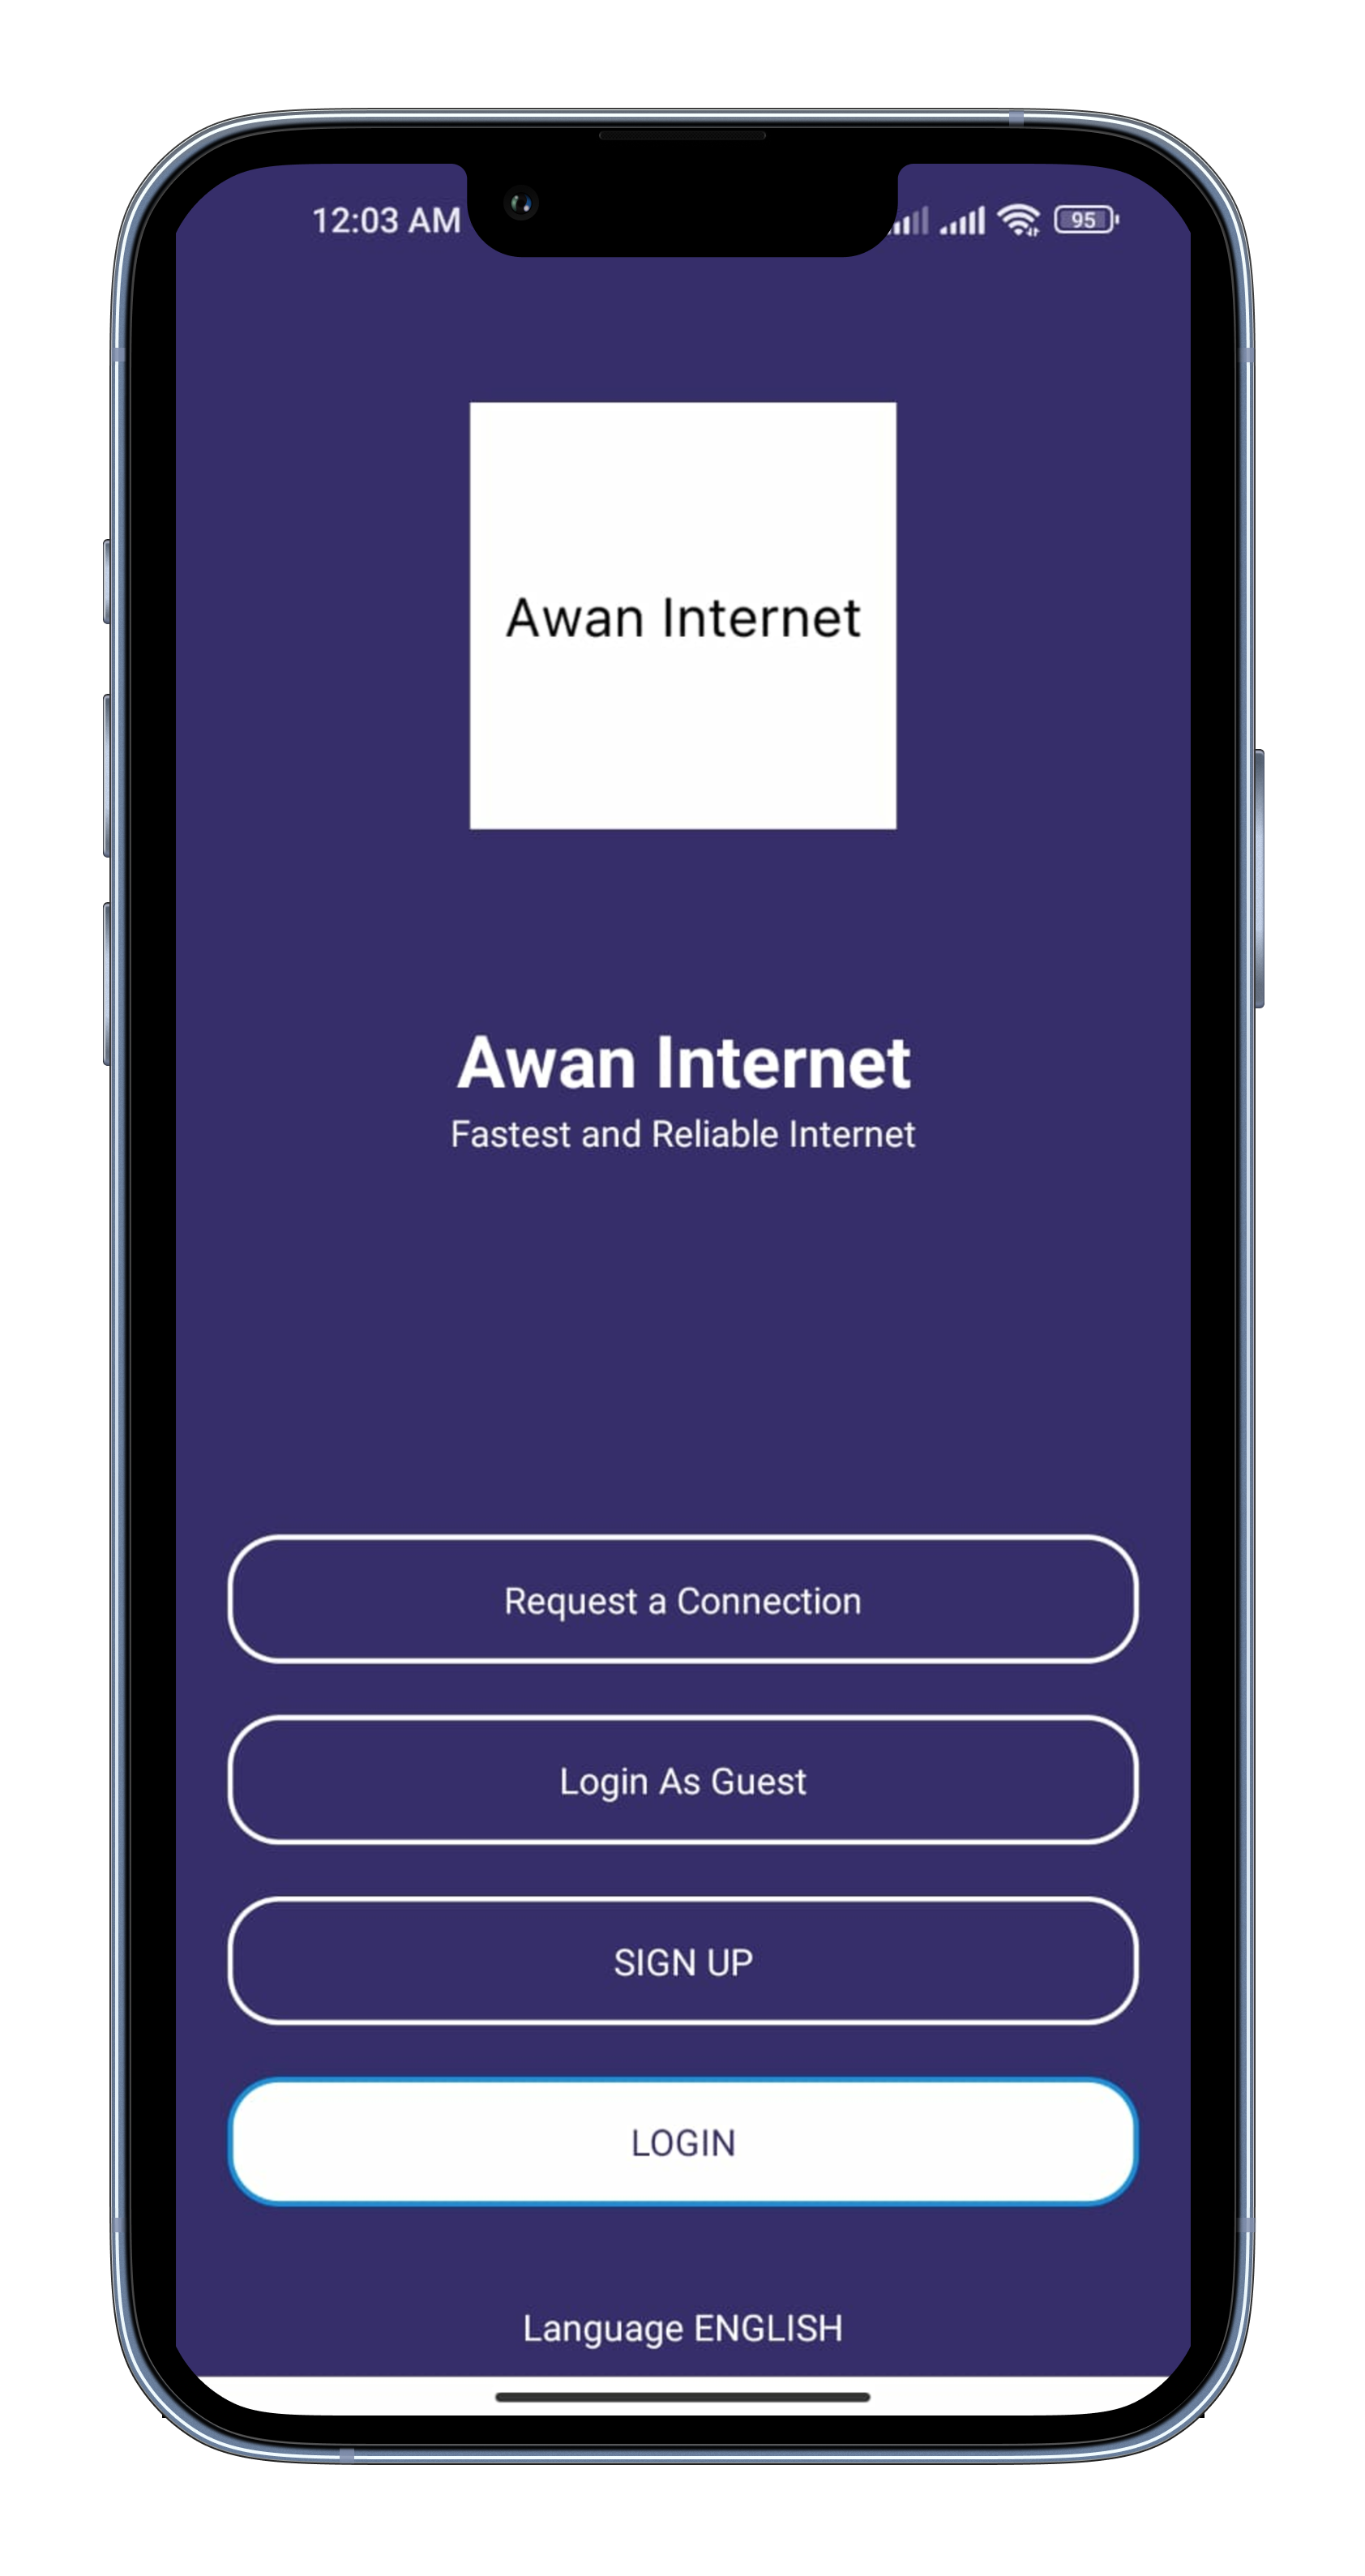 12:03 AM
95
Awan Internet
Awan Internet
Fastest and Reliable Internet
Request a Connection
Login As Guest
SIGN UP
LOGIN
Language ENGLISH